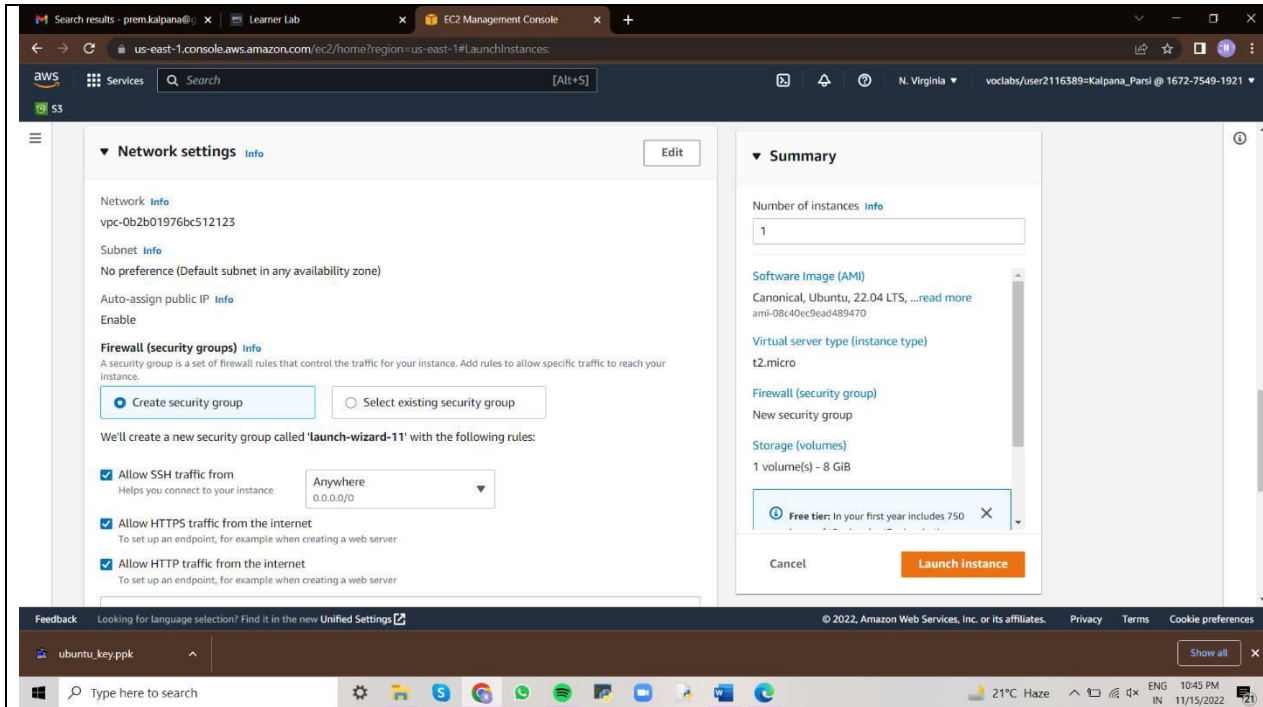 Search results - prem.kalpana@g
Learner Lab
EC2 Management Console
us-east-1.console.aws.amazon.com/ec2/home?region=us-east-1#LaunchInstances:
aws
Services
Search
[Alt+S]
N. Virginia
voclabs/user2116389=Kalpana_Parsi @ 1672-7549-1921
S3
Network settings Info
Edit
Network Info
vpc-0b2b01976bc512123
Subnet Info
No preference (Default subnet in any availability zone)
Auto-assign public IP Info
Enable
Firewall (security groups) Info
A security group is a set of firewall rules that control the traffic for your instance. Add rules to allow specific traffic to reach your
instance.
Create security group
Select existing security group
We'll create a new security group called 'launch-wizard-11' with the following rules:
Allow SSH traffic from
Helps you connect to your instance
Anywhere
0.0.0.0/0
Allow HTTPS traffic from the internet
To set up an endpoint, for example when creating a web server
Allow HTTP traffic from the internet
To set up an endpoint, for example when creating a web server
Summary
Number of instances Info
1
Software Image (AMI)
Canonical, Ubuntu, 22.04 LTS, ...read more
ami-08c40ec9ead489470
Virtual server type (instance type)
t2.micro
Firewall (security group)
New security group
Storage (volumes)
1 volume(s) - 8 GiB
Free tier: In your first year includes 750
Cancel
Launch instance
Feedback
Looking for language selection? Find it in the new Unified Settings
© 2022, Amazon Web Services, Inc. or its affiliates.
Privacy
Terms
Cookie preferences
ubuntu_key.ppk
Show all
Type here to search
21°C Haze
ENG
IN
10:45 PM
11/15/2022
21